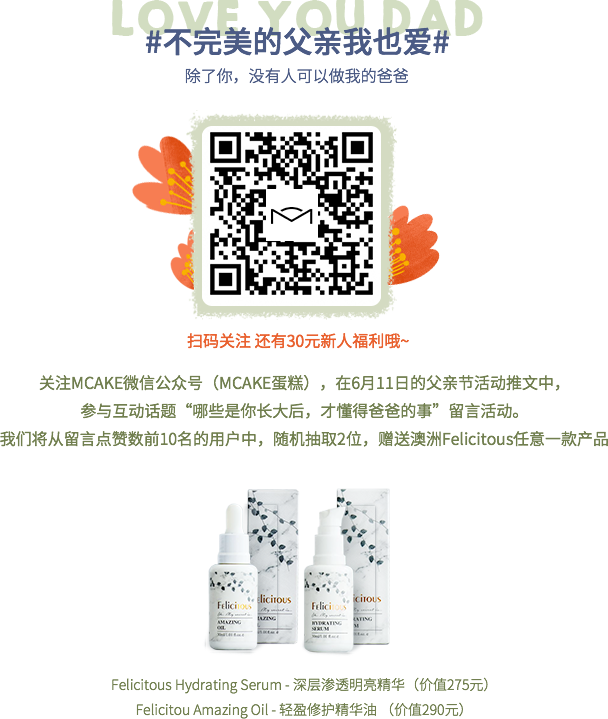 LOVE YOU DAD
#不完美的父亲我也爱#
除了你，没有人可以做我的爸爸
扫码关注 还有30元新人福利哦~
关注MCAKE微信公众号（MCAKE蛋糕），在6月11日的父亲节活动推文中，
参与互动话题“哪些是你长大后，才懂得爸爸的事”留言活动。
我们将从留言点赞数前10名的用户中，随机抽取2位，赠送澳洲Felicitous任意一款产品
FELICITOUS
AMAZING
OIL
FELICITOUS
HYDRATING
SERUM
Felicitous Hydrating Serum - 深层渗透明亮精华（价值275元）
Felicitou Amazing Oil - 轻盈修护精华油 （价值290元）